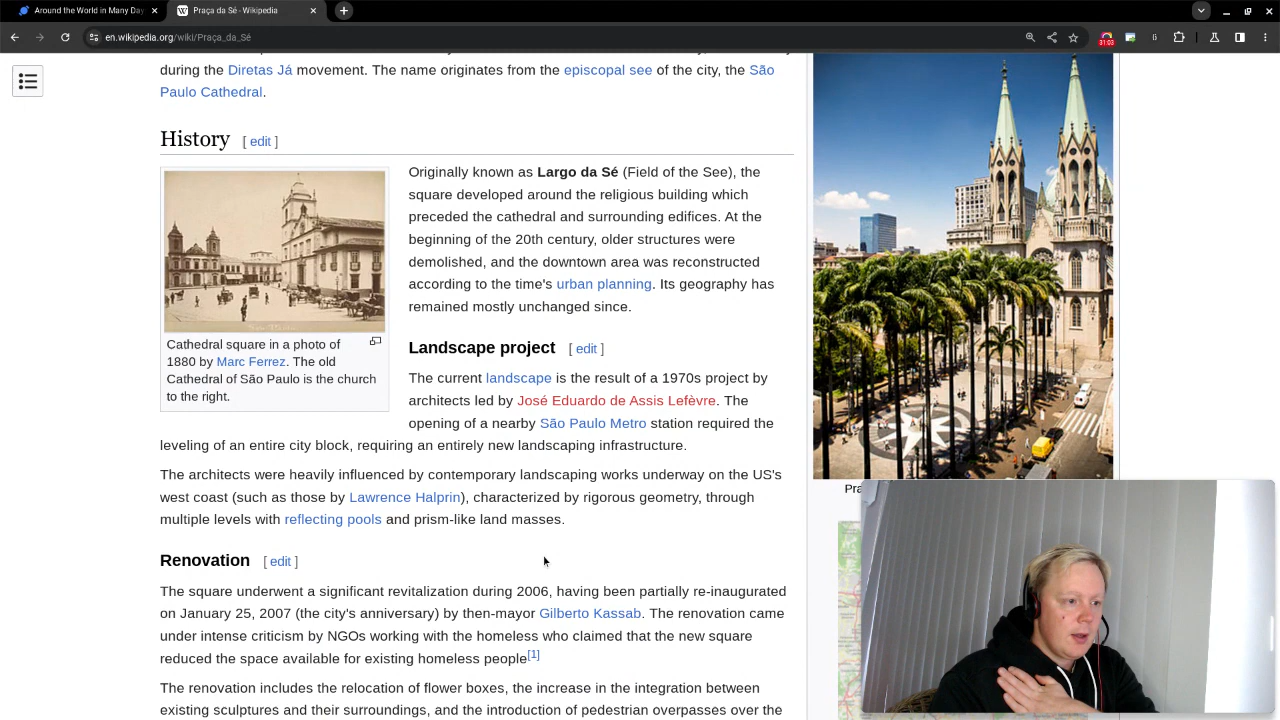 Around the World in Many Day
Praça da Sé - Wikipedia
en.wikipedia.org/wiki/Praça_da_Sé
31:03
during the Diretas Já movement. The name originates from the episcopal see of the city, the São
Paulo Cathedral.
History [ edit ]
Originally known as Largo da Sé (Field of the See), the
square developed around the religious building which
preceded the cathedral and surrounding edifices. At the
beginning of the 20th century, older structures were
demolished, and the downtown area was reconstructed
according to the time's urban planning. Its geography has
remained mostly unchanged since.
Cathedral square in a photo of
1880 by Marc Ferrez. The old
Cathedral of São Paulo is the church
to the right.
Landscape project [ edit ]
The current landscape is the result of a 1970s project by
architects led by José Eduardo de Assis Lefèvre. The
opening of a nearby São Paulo Metro station required the
leveling of an entire city block, requiring an entirely new landscaping infrastructure.
The architects were heavily influenced by contemporary landscaping works underway on the US's
west coast (such as those by Lawrence Halprin), characterized by rigorous geometry, through
multiple levels with reflecting pools and prism-like land masses.
Pra
Renovation [ edit ]
The square underwent a significant revitalization during 2006, having been partially re-inaugurated
on January 25, 2007 (the city's anniversary) by then-mayor Gilberto Kassab. The renovation came
under intense criticism by NGOs working with the homeless who claimed that the new square
reduced the space available for existing homeless people[1]
The renovation includes the relocation of flower boxes, the increase in the integration between
existing sculptures and their surroundings, and the introduction of pedestrian overpasses over the